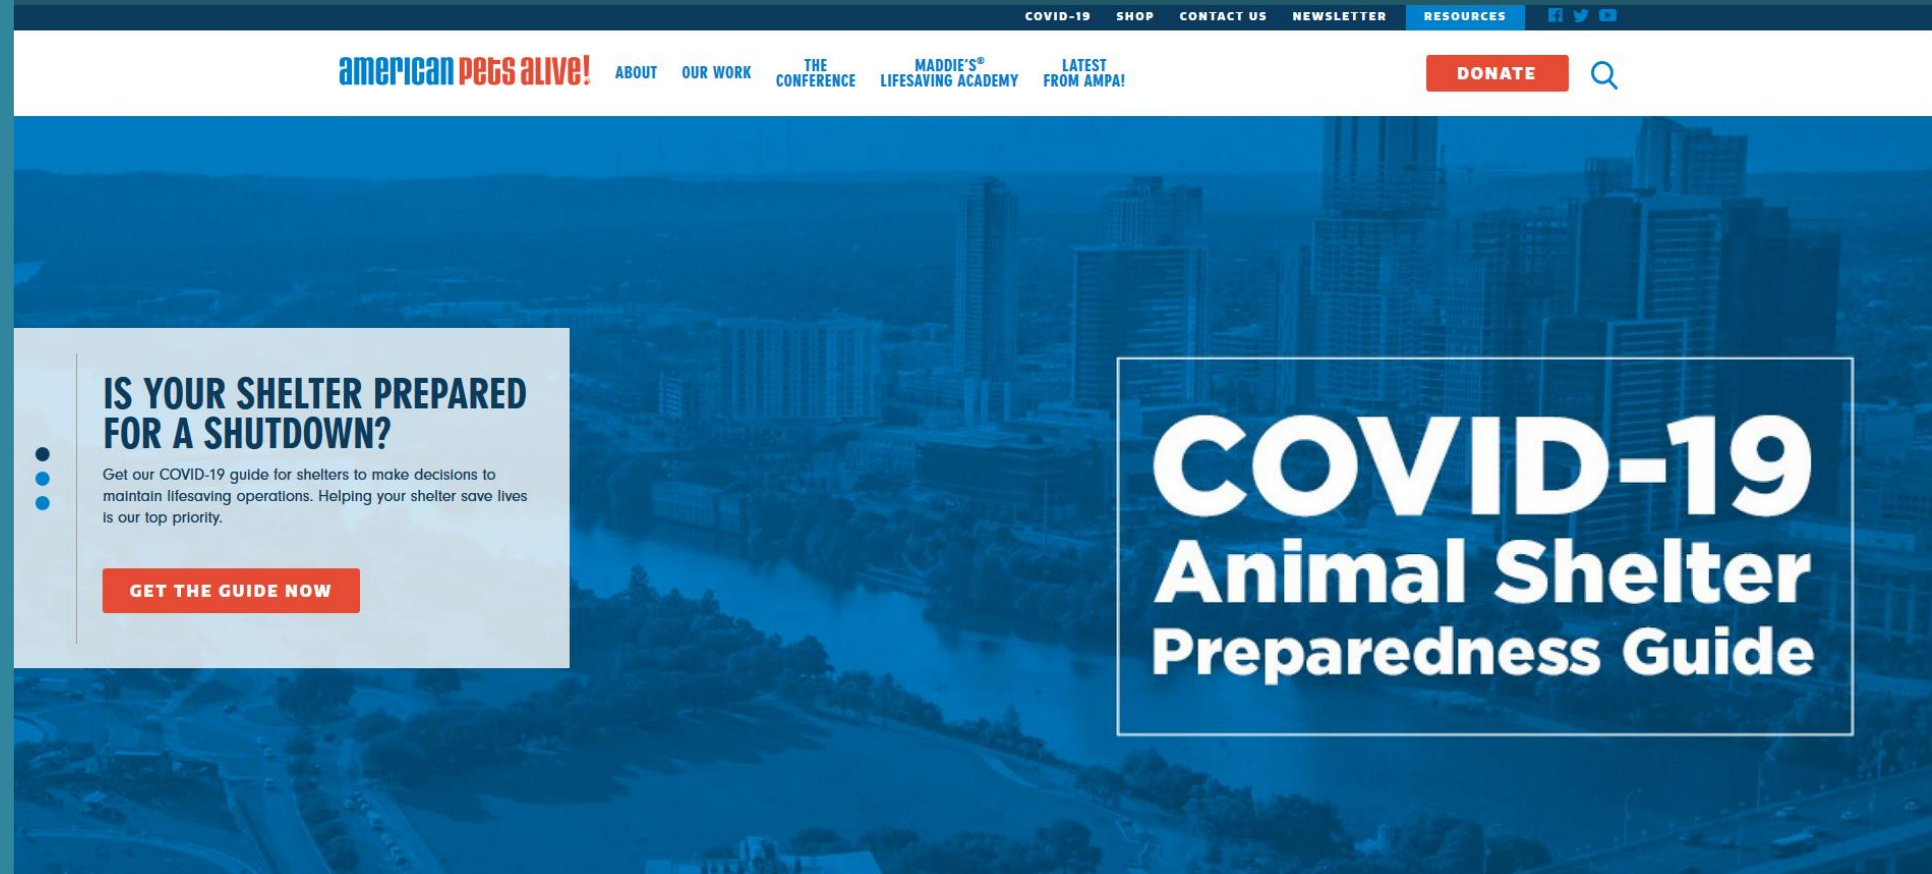 COVID-19 SHOP CONTACT US NEWSLETTER RESOURCES
american pets alive!
ABOUT
OUR WORK
THE
CONFERENCE
MADDIE'S®
LIFESAVING ACADEMY
LATEST
FROM AMPA!
DONATE
IS YOUR SHELTER PREPARED
FOR A SHUTDOWN?
Get our COVID-19 guide for shelters to make decisions to
maintain lifesaving operations. Helping your shelter save lives
is our top priority.
GET THE GUIDE NOW
COVID-19
Animal Shelter
Preparedness Guide